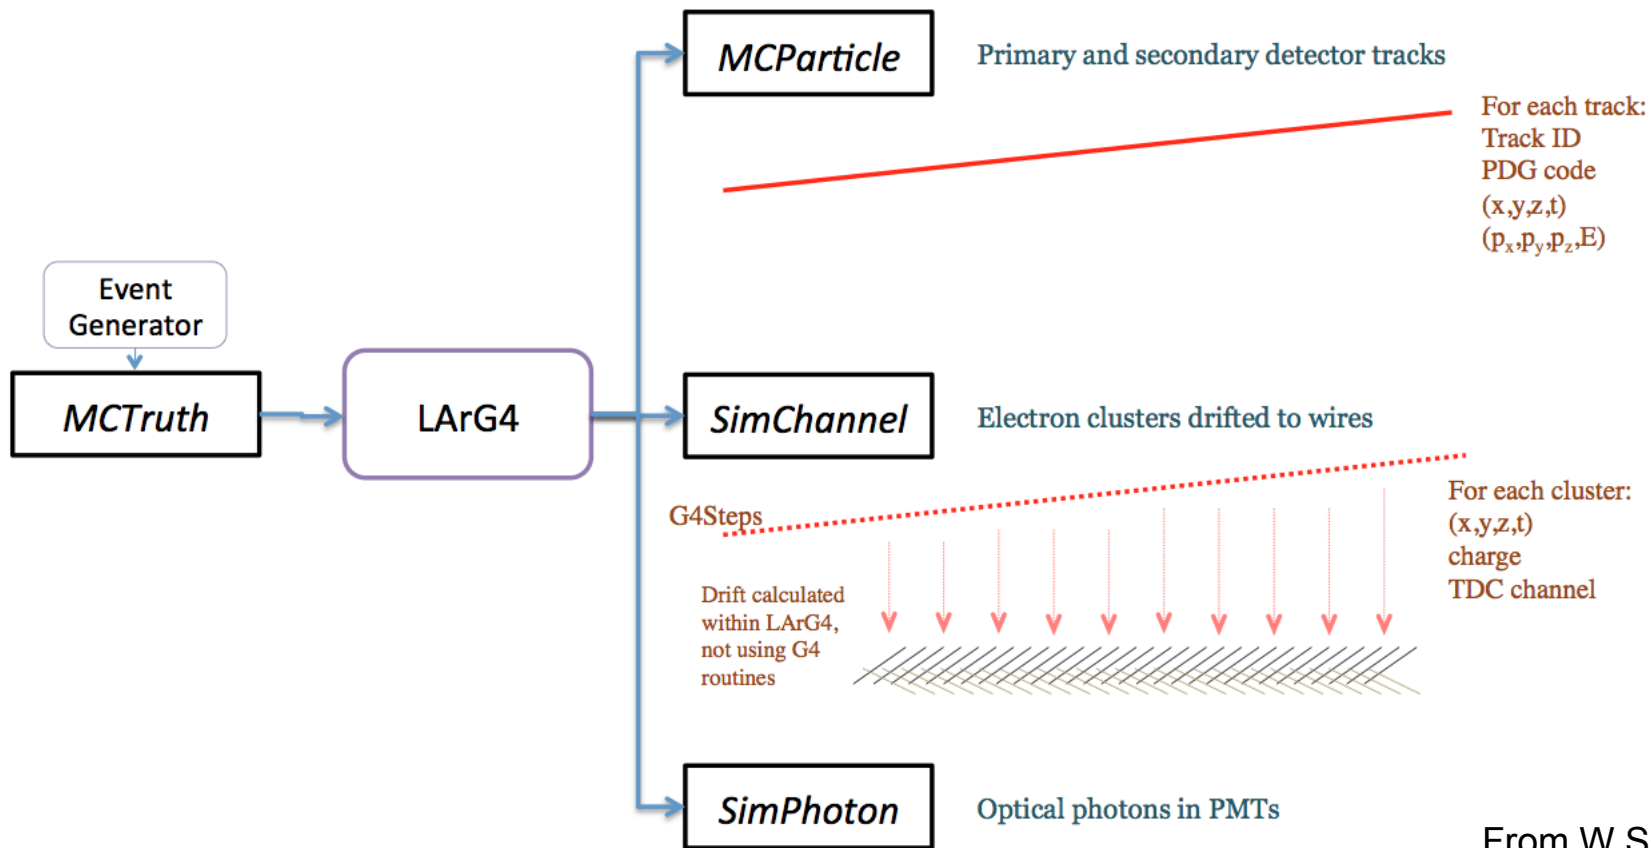 MCParticle
Primary and secondary detector tracks
For each track:
Track ID
PDG code
(x,y,z,t)
(px,py,pz,E)
Event
Generator
MCTruth
LArG4
SimChannel
Electron clusters drifted to wires
G4Steps
For each cluster:
(x,y,z,t)
charge
TDC channel
Drift calculated
within LArG4,
not using G4
routines
SimPhoton
Optical photons in PMTs
From W S